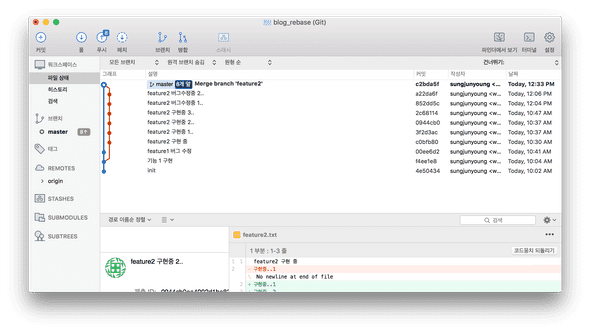 blog_rebase (Git)
커밋 풀 푸시 패치 브랜치 병합 스태시 파인더에서 보기 터미널 설정
워크스페이스
파일 상태
히스토리
검색
브랜치
master
태그
REMOTES
origin
STASHES
SUBMODULES
SUBTREES
모든 브랜치 원격 브랜치 숨김 원형 순 건너뛰기:
그래프 설명 커밋 작성자 날짜
master 8개 앞 Merge branch 'feature2' c2bda5f sungjunyoung <w... Today, 12:33 PM
feature2 버그수정중 2.. a22da6f sungjunyoung <w... Today, 12:06 PM
feature2 버그수정중 1.. 852dd5c sungjunyoung <w... Today, 12:04 PM
feature2 구현중 3.. 2c68114 sungjunyoung <w... Today, 10:47 AM
feature2 구현중 2.. 0944cb0 sungjunyoung <w... Today, 10:42 AM
feature2 구현중 1.. 3f2d3ac sungjunyoung <w... Today, 10:37 AM
feature2 구현 중 c0bfb80 sungjunyoung <w... Today, 10:30 AM
feature1 버그 수정 00ee6d2 sungjunyoung <w... Today, 10:41 AM
기능 1 구현 f4ee1e8 sungjunyoung <w... Today, 10:04 AM
init 4e50434 sungjunyoung <w... Today, 10:02 AM
경로 이름순 정렬 검색
feature2 구현중 2..
feature2.txt
1 부분 : 1-3 줄 코드뭉치 되돌리기
1 1 feature2 구현 중
2 - 구현중..1
\ No newline at end of file
2 + 구현중..1